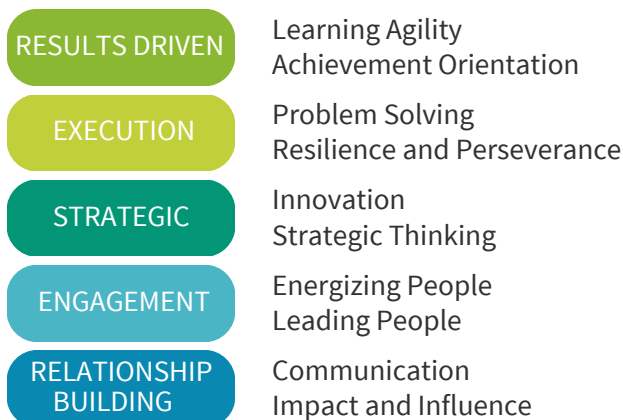 RESULTS DRIVEN
Learning Agility
Achievement Orientation
EXECUTION
Problem Solving
Resilience and Perseverance
STRATEGIC
Innovation
Strategic Thinking
ENGAGEMENT
Energizing People
Leading People
RELATIONSHIP
BUILDING
Communication
Impact and Influence